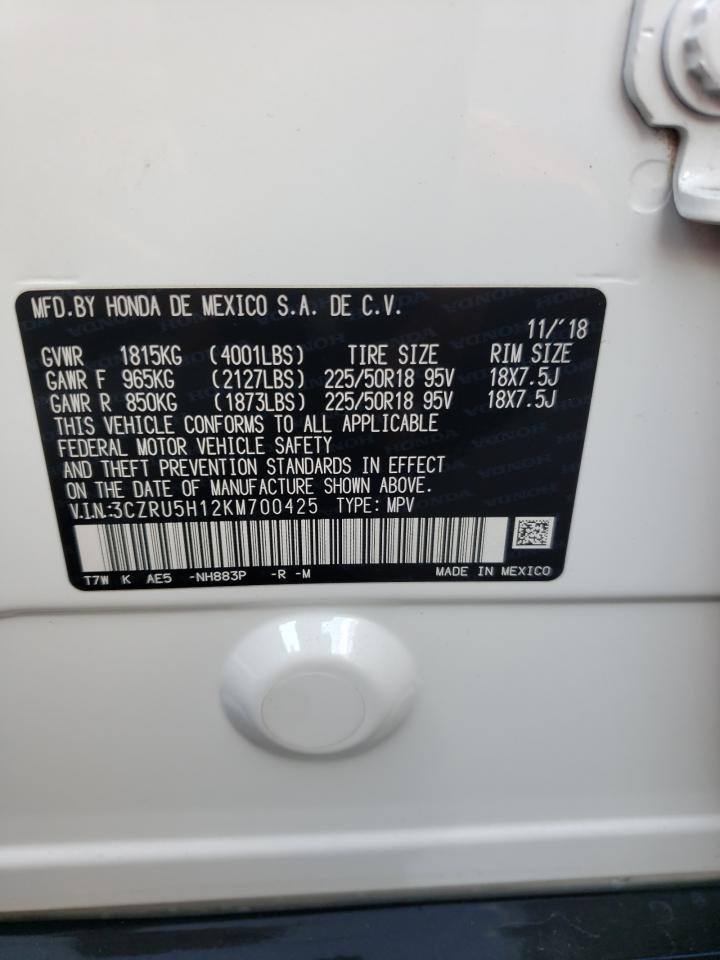 MFD.BY HONDA DE MEXICO S.A. DE C.V.
11/'18
GVWR 1815KG (4001LBS) TIRE SIZE RIM SIZE
GAWR F 965KG (2127LBS) 225/50R18 95V 18X7.5J
GAWR R 850KG (1873LBS) 225/50R18 95V 18X7.5J
THIS VEHICLE CONFORMS TO ALL APPLICABLE
FEDERAL MOTOR VEHICLE SAFETY
AND THEFT PREVENTION STANDARDS IN EFFECT
ON THE DATE OF MANUFACTURE SHOWN ABOVE.
V.I.N.:3CZRU5H12KM700425 TYPE: MPV
T7W K AE5 -NH883P -R -M MADE IN MEXICO